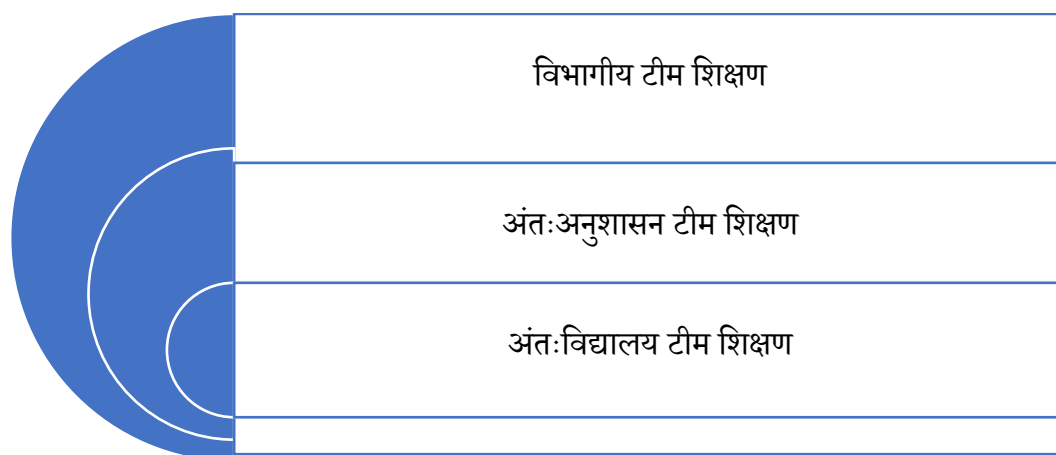 विभागीय टीम शिक्षण
अंतःअनुशासन टीम शिक्षण
अंतःविद्यालय टीम शिक्षण